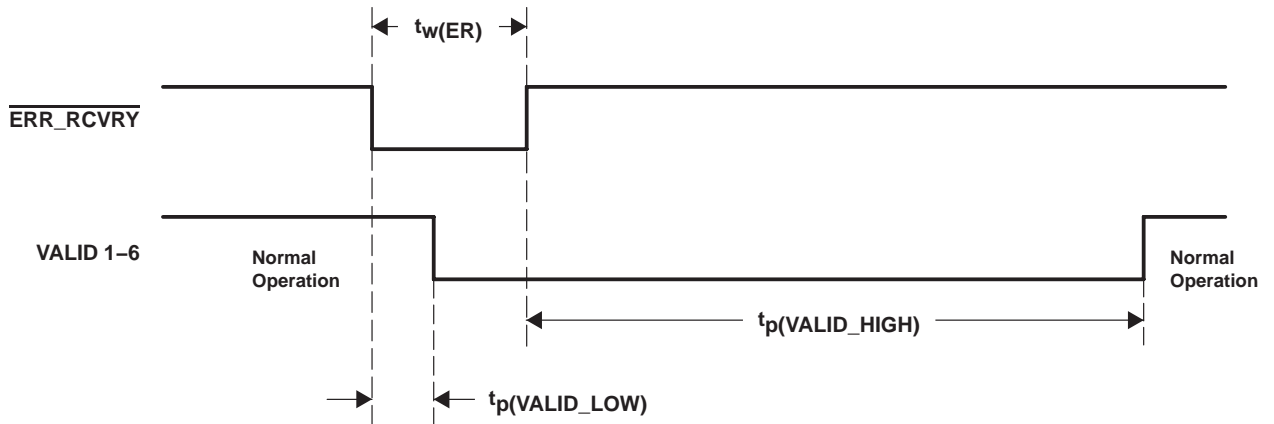 tw(ER)
ERR_RCVRY
VALID 1–6
Normal
Operation
Normal
Operation
tp(VALID_HIGH)
tp(VALID_LOW)